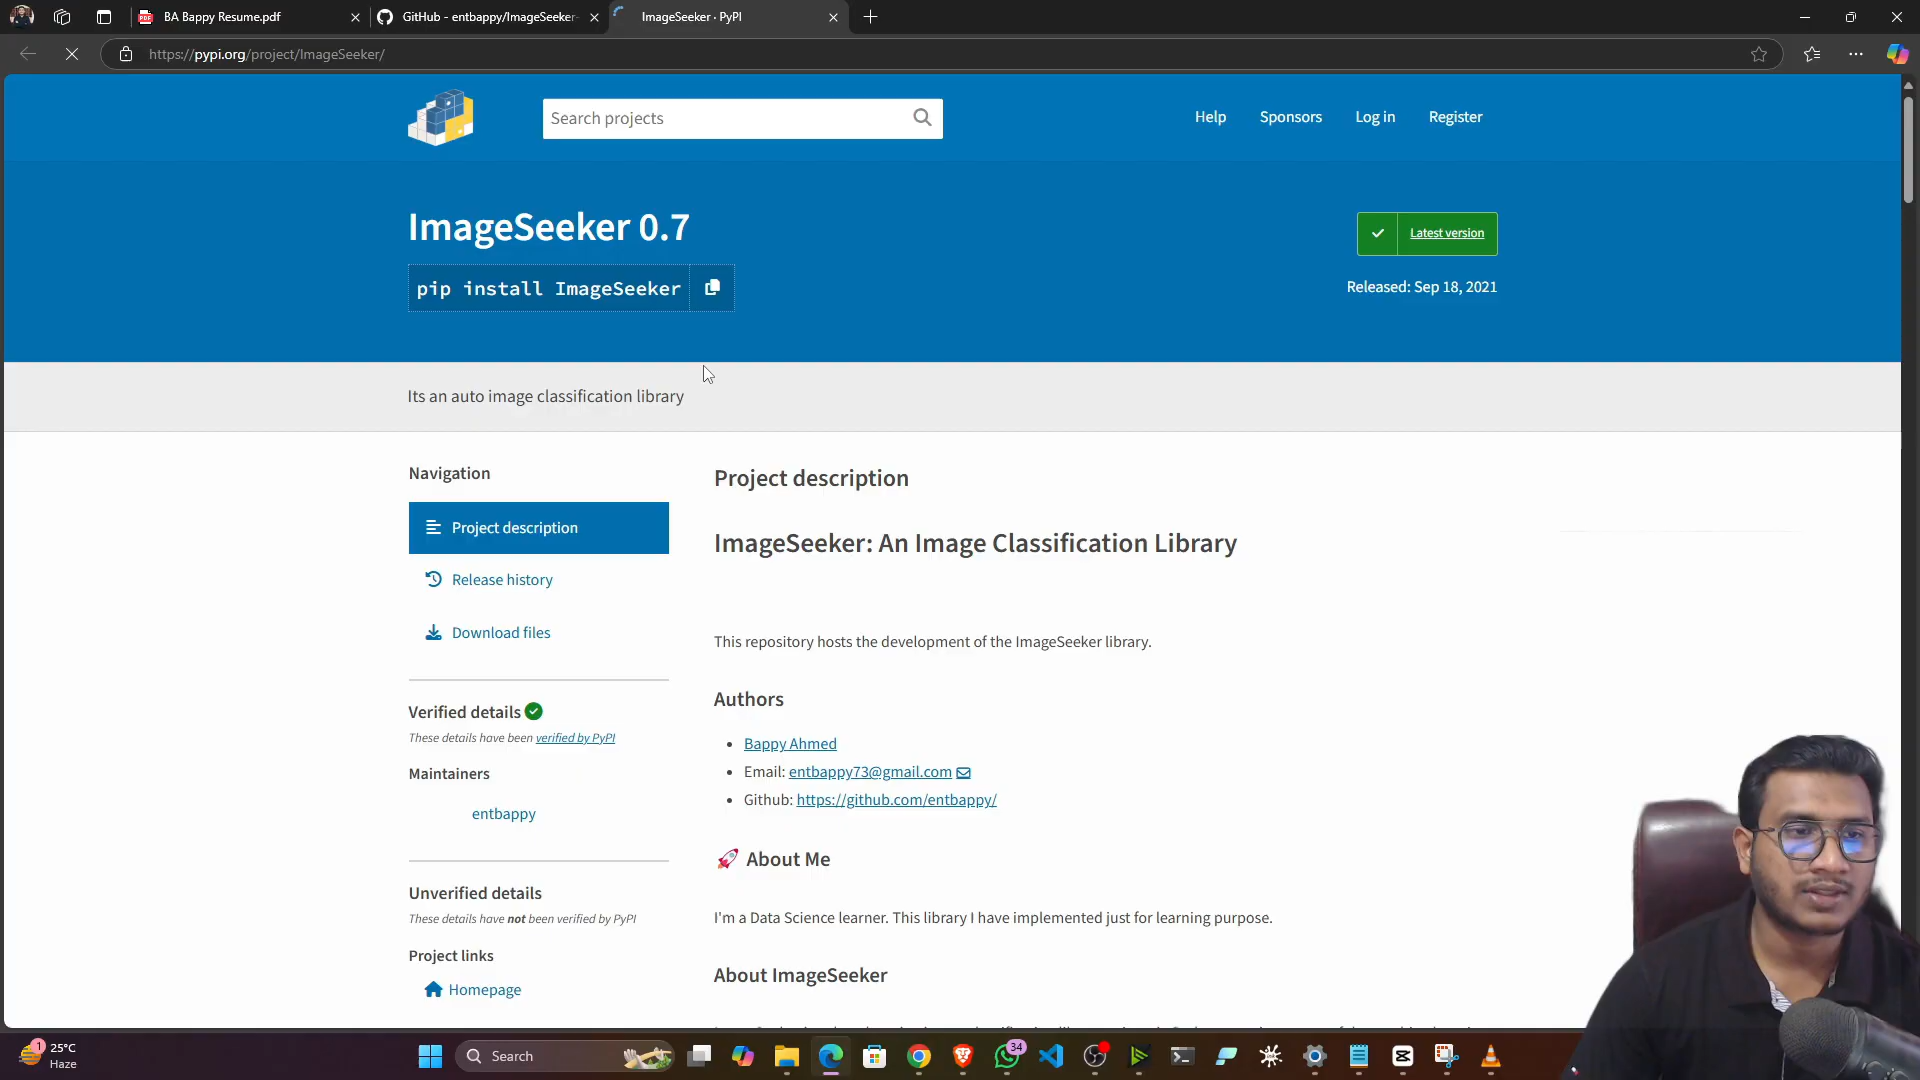 BA Bappy Resume.pdf
GitHub - entbappy/ImageSeeker-
ImageSeeker · PyPI
https://pypi.org/project/ImageSeeker/
Search projects
Help
Sponsors
Log in
Register
ImageSeeker 0.7
pip install ImageSeeker
Latest version
Released: Sep 18, 2021
Its an auto image classification library
Navigation
Project description
Release history
Download files
Verified details
These details have been verified by PyPI
Maintainers
entbappy
Unverified details
These details have not been verified by PyPI
Project links
Homepage
Project description
ImageSeeker: An Image Classification Library
This repository hosts the development of the ImageSeeker library.
Authors
Bappy Ahmed
Email: entbappy73@gmail.com
Github: https://github.com/entbappy/
🚀 About Me
I'm a Data Science learner. This library I have implemented just for learning purpose.
About ImageSeeker
1
25°C
Haze
Search
34